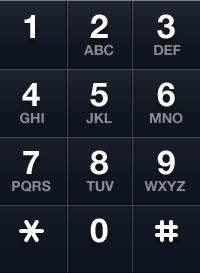 1 2 3
ABC DEF
4 5 6
GHI JKL MNO
7 8 9
PQRS TUV WXYZ
* 0 #